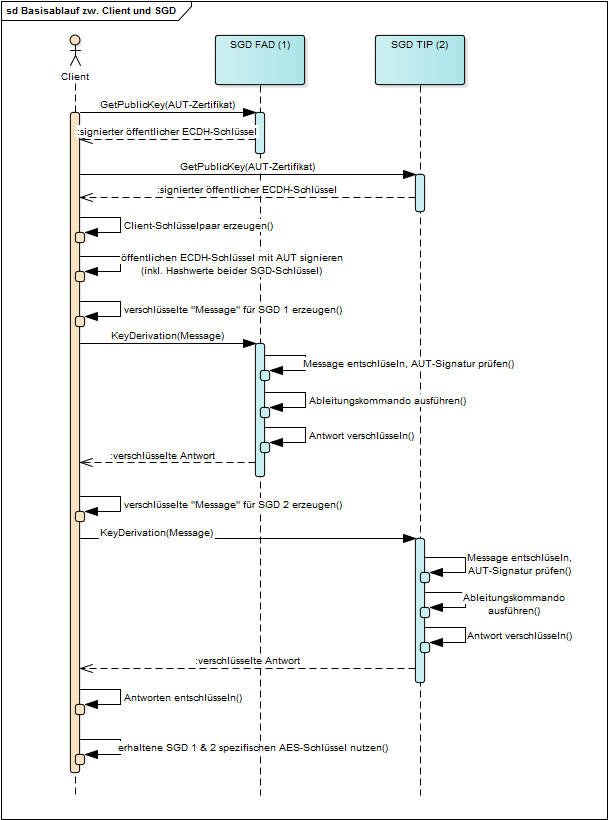 sd Basisablauf zw. Client und SGD
SGD FAD (1)
SGD TIP (2)
Client
GetPublicKey(AUT-Zertifikat)
:signierter öffentlicher ECDH-Schlüssel
GetPublicKey(AUT-Zertifikat)
:signierter öffentlicher ECDH-Schlüssel
Client-Schlüsselpaar erzeugen()
öffentlichen ECDH-Schlüssel mit AUT signieren
(inkl. Hashwerte beider SGD-Schlüssel)
verschlüsselte "Message" für SGD 1 erzeugen()
KeyDerivation(Message)
Message entschlüseln, AUT-Signatur prüfen()
Ableitungskommando ausführen()
Antwort verschlüsseln()
:verschlüsselte Antwort
verschlüsselte "Message" für SGD 2 erzeugen()
KeyDerivation(Message)
Message entschlüseln,
AUT-Signatur prüfen()
Ableitungskommando
ausführen()
Antwort verschlüsseln()
:verschlüsselte Antwort
Antworten entschlüsseln()
erhaltene SGD 1 & 2 spezifischen AES-Schlüssel nutzen()